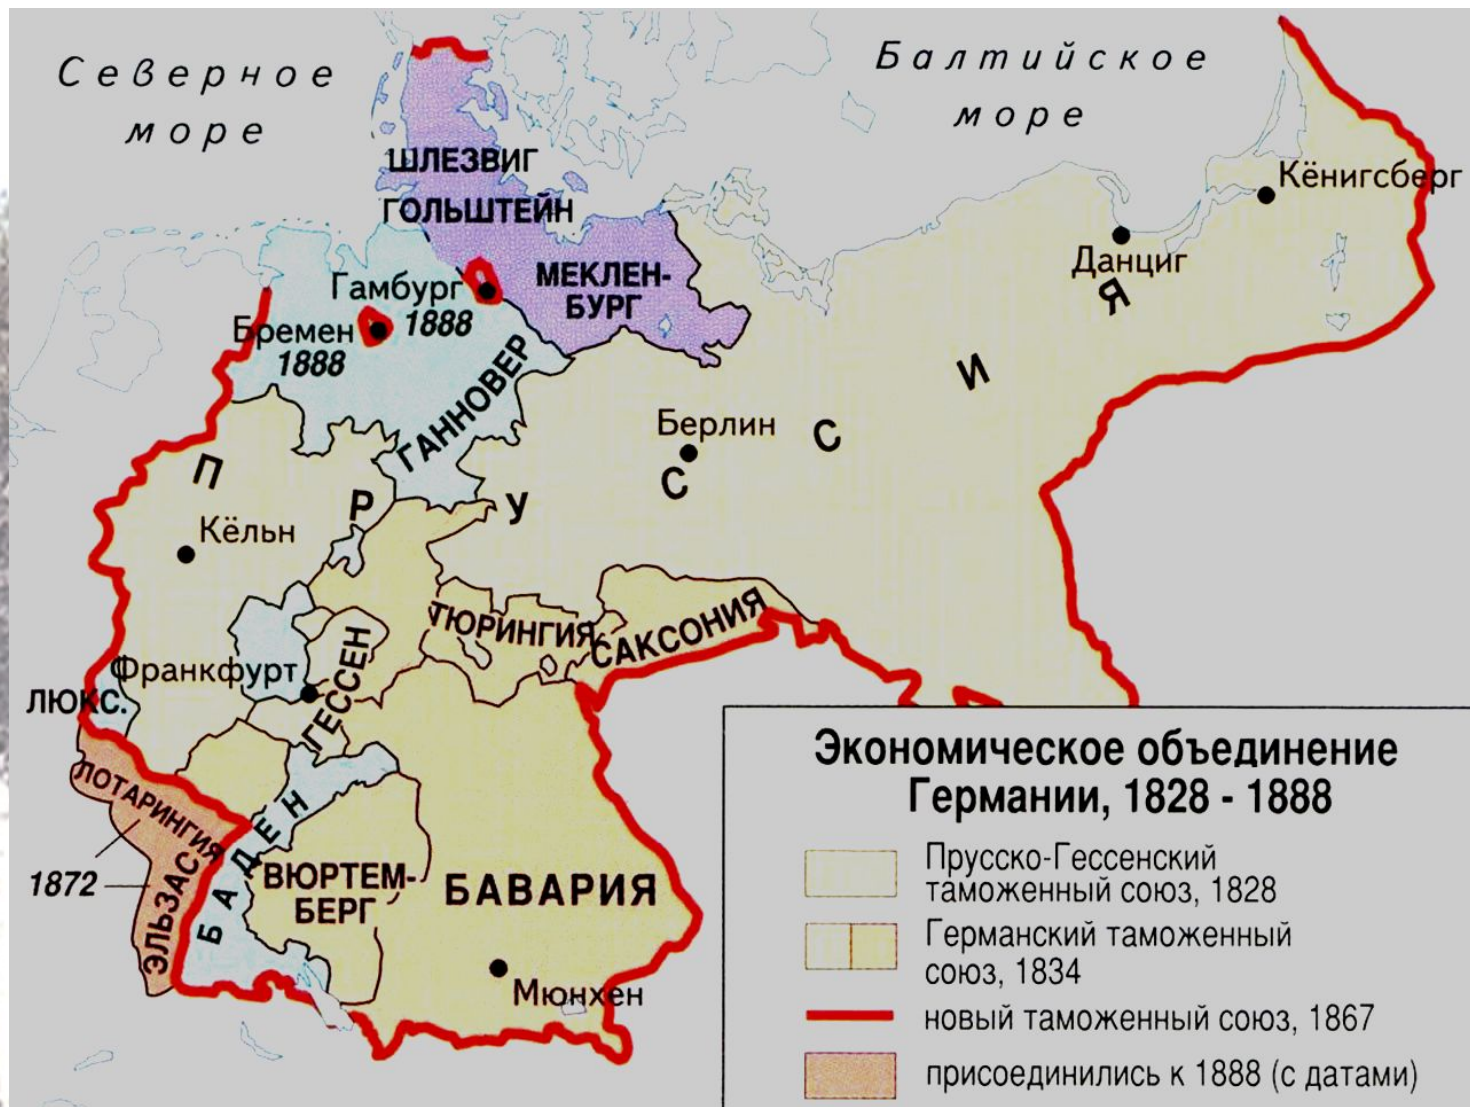 Северное
море
Балтийское
море
ШЛЕЗВИГ
ГОЛЬШТЕЙН
МЕКЛЕН-
БУРГ
Гамбург
1888
Бремен
1888
ГАННОВЕР
Кёнигсберг
Данциг
Берлин
ПРУССИЯ
Кёльн
ТЮРИНГИЯ
САКСОНИЯ
Франкфурт
ГЕССЕН
ЛЮКС.
ЛОТАРИНГИЯ
1872
ЭЛЬЗАС
БАДЕН
ВЮРТЕМ-
БЕРГ
БАВАРИЯ
Мюнхен
Экономическое объединение
Германии, 1828 - 1888
Прусско-Гессенский
таможенный союз, 1828
Германский таможенный
союз, 1834
новый таможенный союз, 1867
присоединились к 1888 (с датами)